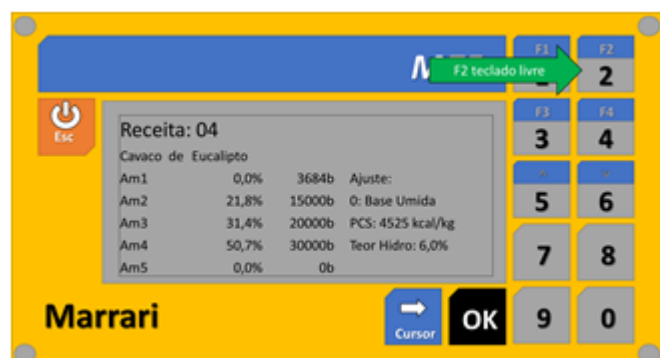 F1
F2
F2 teclado livre
2
Esc
F3
F4
3
4
Receita: 04
Cavaco de Eucalipto
Am1 0,0% 3684b Ajuste:
Am2 21,8% 15000b 0: Base Umida
Am3 31,4% 20000b PCS: 4525 kcal/kg
Am4 50,7% 30000b Teor Hidro: 6,0%
Am5 0,0% 0b
5
6
7
8
Marrari
Cursor
OK
9
0